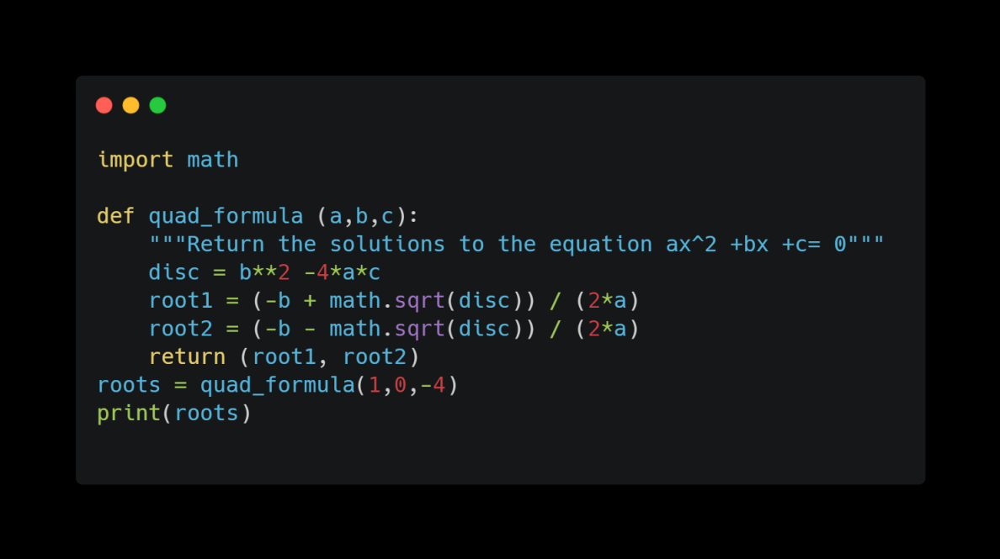 import math

def quad_formula (a,b,c):
    """Return the solutions to the equation ax^2 +bx +c= 0"""
    disc = b**2 -4*a*c
    root1 = (-b + math.sqrt(disc)) / (2*a)
    root2 = (-b - math.sqrt(disc)) / (2*a)
    return (root1, root2)
roots = quad_formula(1,0,-4)
print(roots)